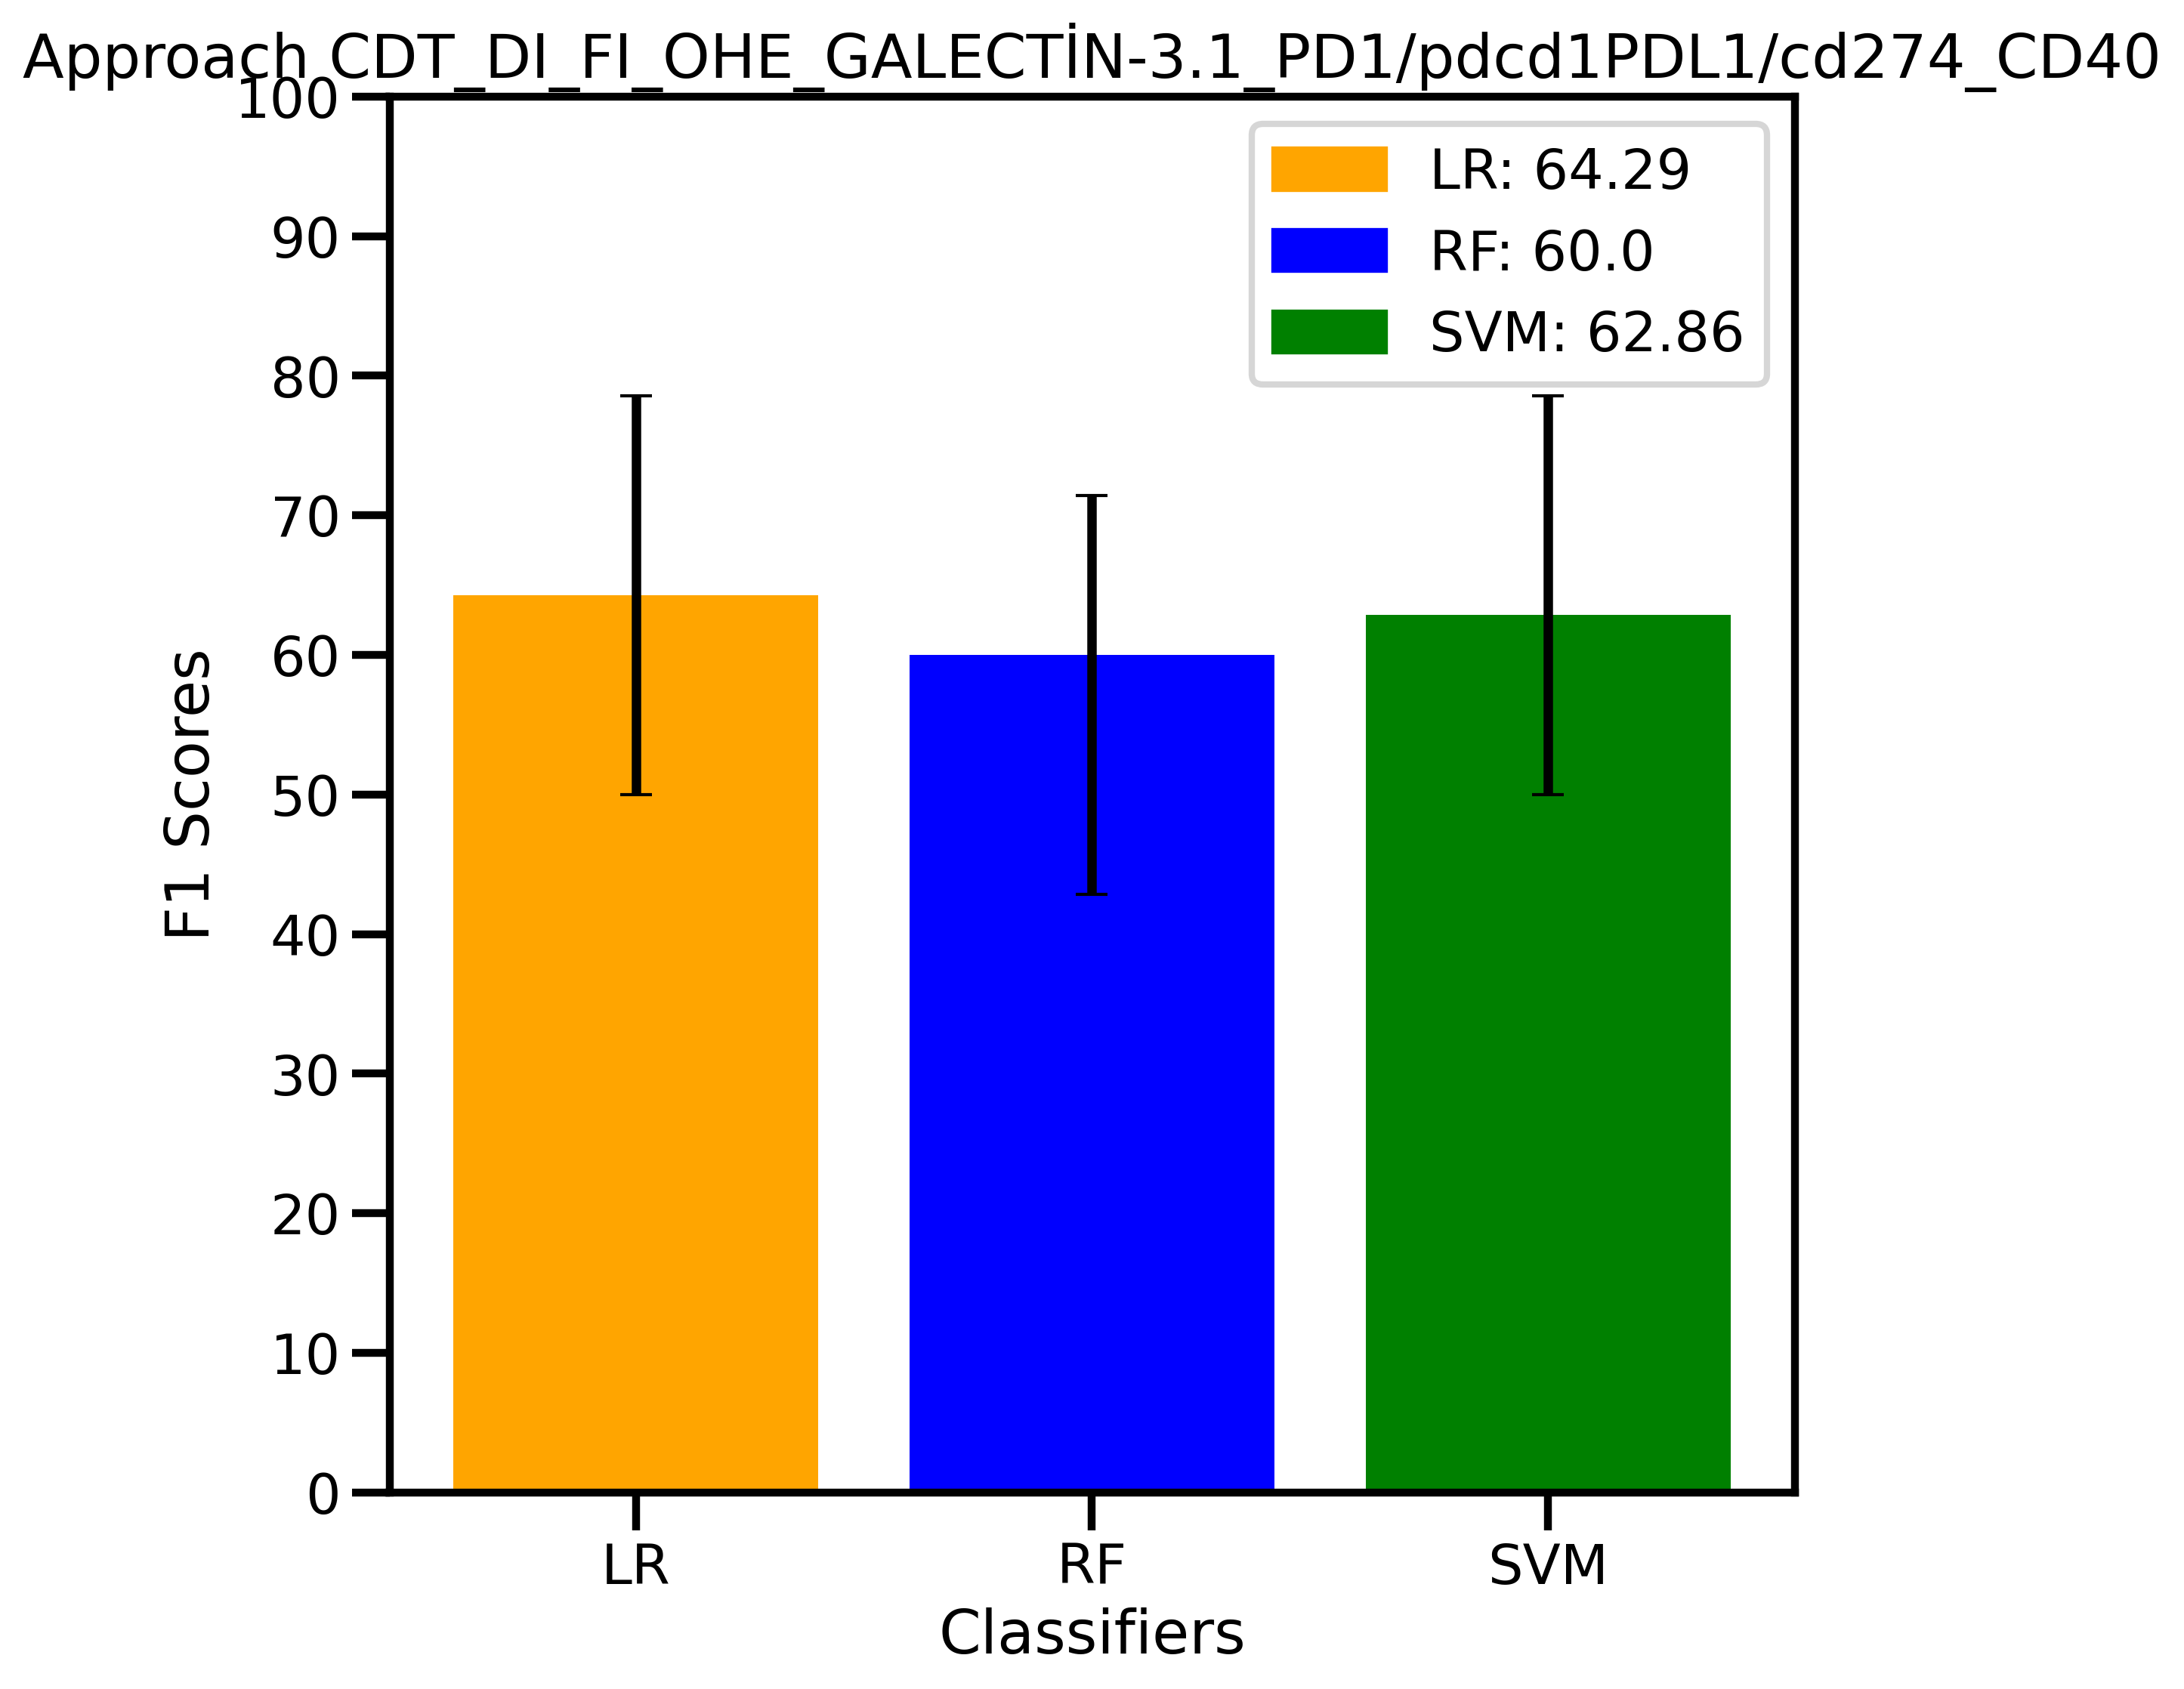 Approach CDT_DI_FI_OHE_GALECTİN-3.1_PD1/pdcd1PDL1/cd274_CD40
100
90
80
70
60
50
40
30
20
10
0
F1 Scores
LR: 64.29
RF: 60.0
SVM: 62.86
LR
RF
SVM
Classifiers